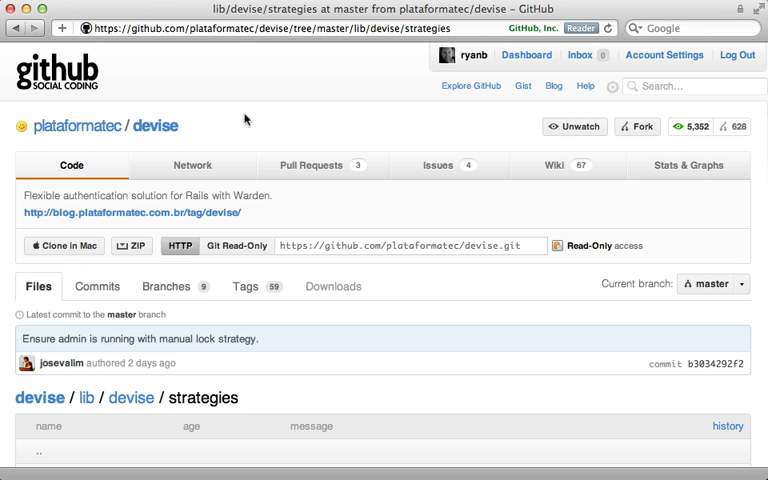 lib/devise/strategies at master from plataformatec/devise – GitHub
https://github.com/plataformatec/devise/tree/master/lib/devise/strategies GitHub, Inc. Reader Google
github
SOCIAL CODING
ryanb Dashboard Inbox 0 Account Settings Log Out
Explore GitHub Gist Blog Help Search...
plataformatec / devise
Unwatch Fork 5,352 628
Code Network Pull Requests 3 Issues 4 Wiki 67 Stats & Graphs
Flexible authentication solution for Rails with Warden.
http://blog.plataformatec.com.br/tag/devise/
Clone in Mac ZIP HTTP Git Read-Only https://github.com/plataformatec/devise.git Read-Only access
Files Commits Branches 9 Tags 59 Downloads Current branch: master
Latest commit to the master branch
Ensure admin is running with manual lock strategy.
josevalim authored 2 days ago commit b3034292f2
devise / lib / devise / strategies
name age message history
..